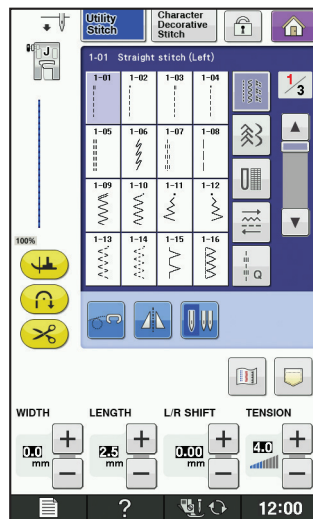 Utility Stitch
Character Decorative Stitch
J
1-01 Straight stitch (Left)
1/3
1-01 1-02 1-03 1-04
1-05 1-06 1-07 1-08
1-09 1-10 1-11 1-12
1-13 1-14 1-15 1-16
Q
100%
WIDTH LENGTH L/R SHIFT TENSION
0.0 mm 2.5 mm 0.00 mm 4.0
? 12:00